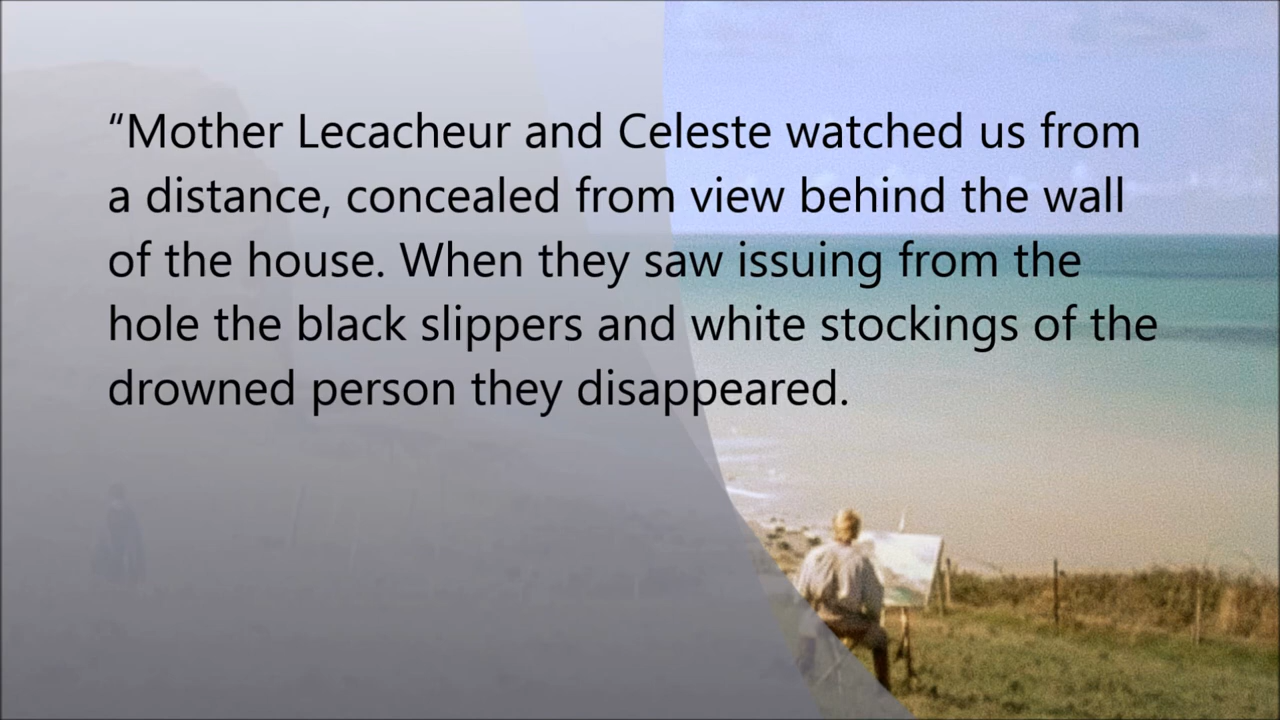 “Mother Lecacheur and Celeste watched us from
a distance, concealed from view behind the wall
of the house. When they saw issuing from the
hole the black slippers and white stockings of the
drowned person they disappeared.